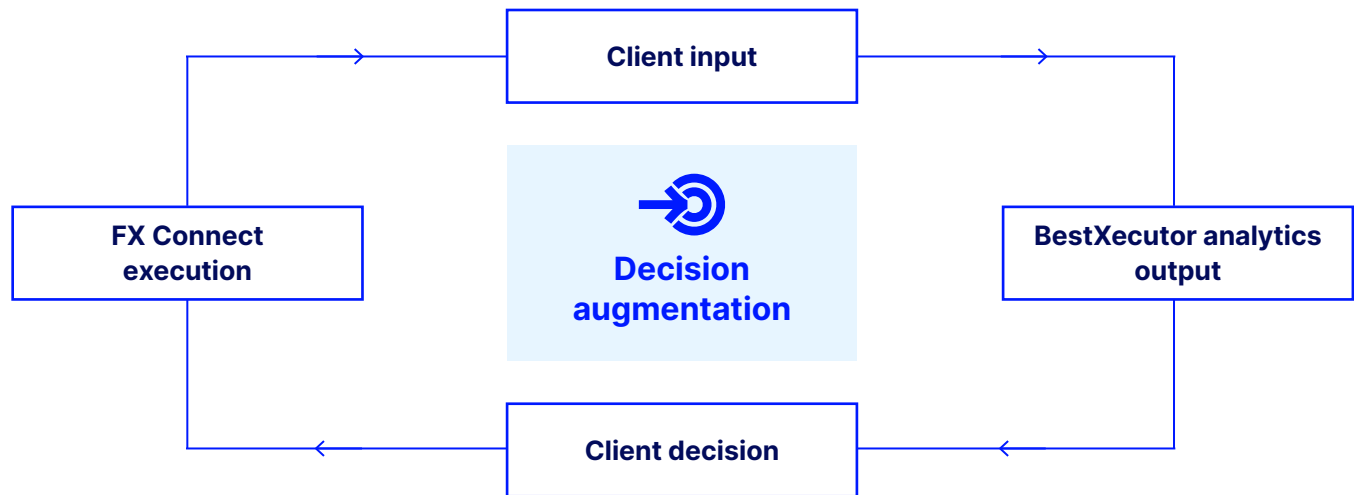 Client input
FX Connect
execution
BestXecutor analytics
output
Decision
augmentation
Client decision